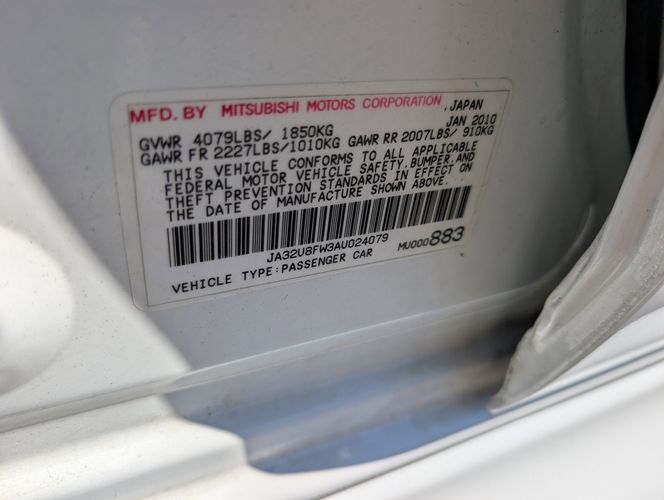 MFD. BY MITSUBISHI MOTORS CORPORATION, JAPAN
GVWR 4079LBS/ 1850KG JAN 2010
GAWR FR 2227LBS/1010KG GAWR RR 2007LBS/ 910KG
THIS VEHICLE CONFORMS TO ALL APPLICABLE
FEDERAL MOTOR VEHICLE SAFETY, BUMPER, AND
THEFT PREVENTION STANDARDS IN EFFECT ON
THE DATE OF MANUFACTURE SHOWN ABOVE.
JA32U8FW3AU024079 MU000883
VEHICLE TYPE: PASSENGER CAR